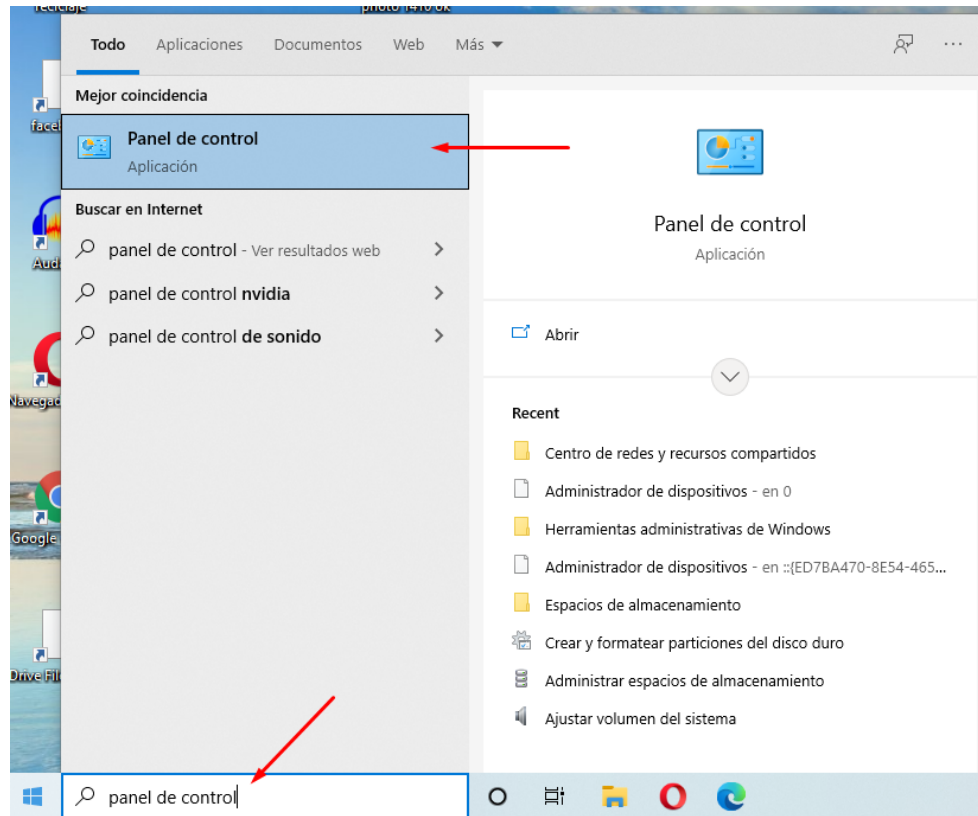 photo 1410 ok
Todo Aplicaciones Documentos Web Más
Mejor coincidencia
Panel de control
Aplicación
Buscar en Internet
panel de control - Ver resultados web
panel de control nvidia
panel de control de sonido
Panel de control
Aplicación
Abrir
Recent
Centro de redes y recursos compartidos
Administrador de dispositivos - en 0
Herramientas administrativas de Windows
Administrador de dispositivos - en ::{ED7BA470-8E54-465...
Espacios de almacenamiento
Crear y formatear particiones del disco duro
Administrar espacios de almacenamiento
Ajustar volumen del sistema
Google
panel de control